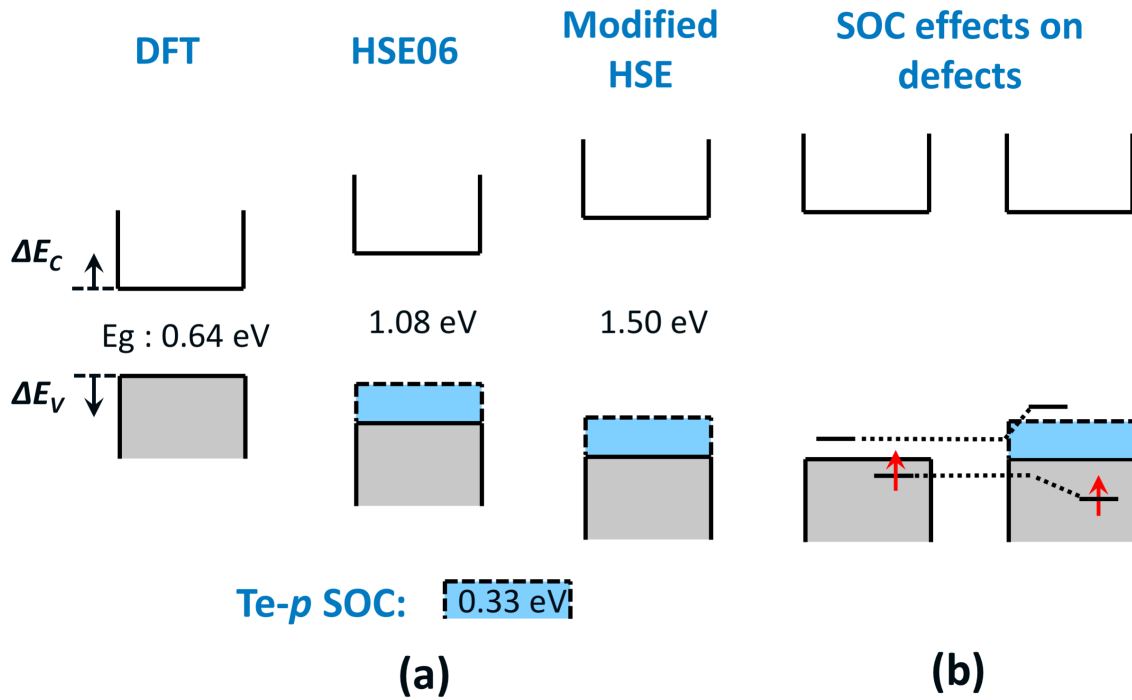 DFT
HSE06
Modified
HSE
SOC effects on
defects
ΔE_C
Eg : 0.64 eV
1.08 eV
1.50 eV
ΔE_V
Te-p SOC:
0.33 eV
(a)
(b)